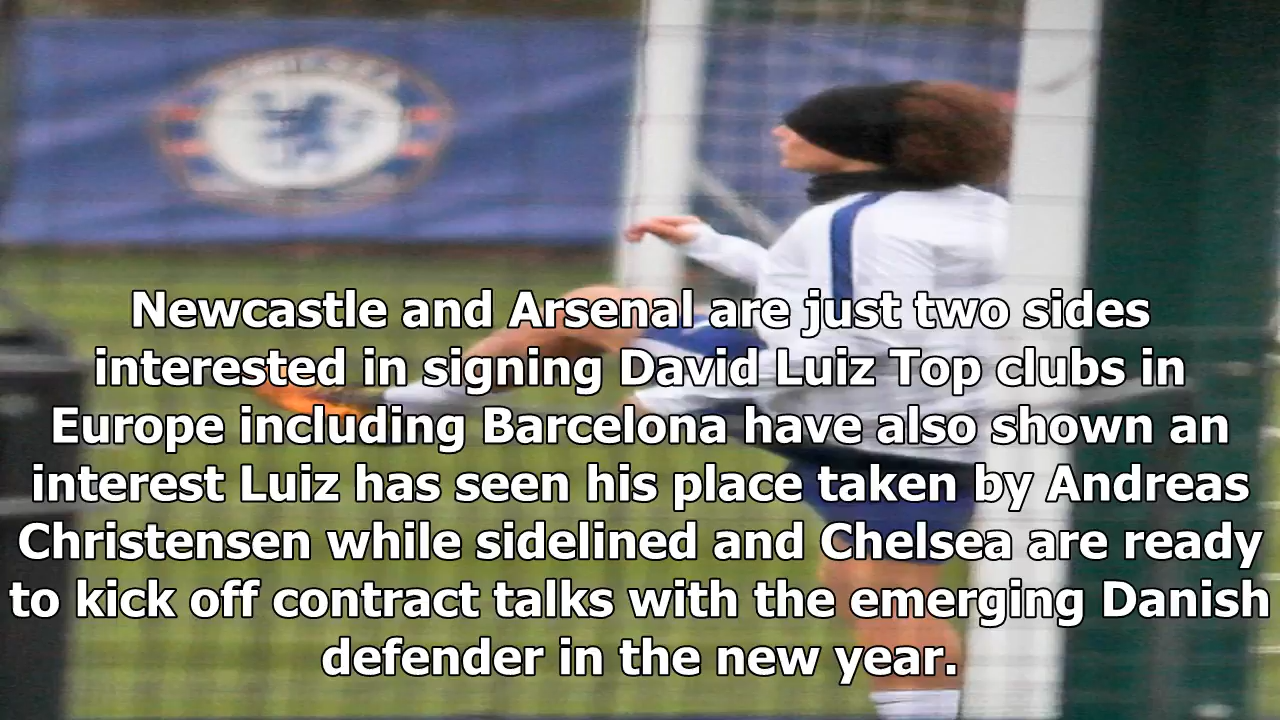 Newcastle and Arsenal are just two sides
interested in signing David Luiz Top clubs in
Europe including Barcelona have also shown an
interest Luiz has seen his place taken by Andreas
Christensen while sidelined and Chelsea are ready
to kick off contract talks with the emerging Danish
defender in the new year.